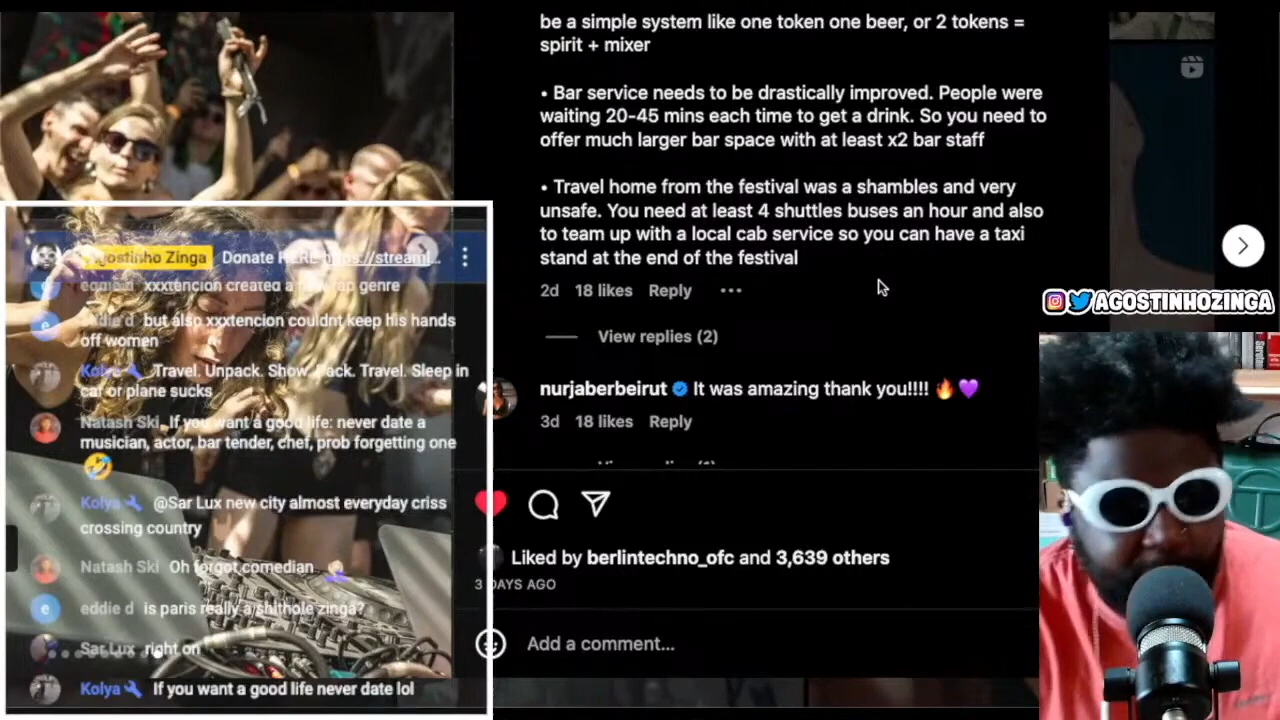 be a simple system like one token one beer, or 2 tokens =
spirit + mixer
• Bar service needs to be drastically improved. People were
waiting 20-45 mins each time to get a drink. So you need to
offer much larger bar space with at least x2 bar staff
• Travel home from the festival was a shambles and very
unsafe. You need at least 4 shuttles buses an hour and also
to team up with a local cab service so you can have a taxi
stand at the end of the festival
2d 18 likes Reply •••
View replies (2)
nurjaberbeirut It was amazing thank you!!!! 🔥💜
3d 18 likes Reply
Liked by berlintechno_ofc and 3,639 others
3 DAYS AGO
Add a comment...
Agostinho Zinga Donate HERE https://streaml...
eddie d xxxtencion created a new rap genre
eddie d but also xxxtencion couldnt keep his hands
off women
Kolya Travel. Unpack. Show. Pack. Travel. Sleep in
car or plane sucks
Natash Ski If you want a good life: never date a
musician, actor, bar tender, chef, prob forgetting one
🤣
Kolya @Sar Lux new city almost everyday criss
crossing country
Natash Ski Oh forgot comedian
eddie d is paris really a shithole zinga?
Sar Lux right on
Kolya If you want a good life never date lol
AGOSTINHOZINGA